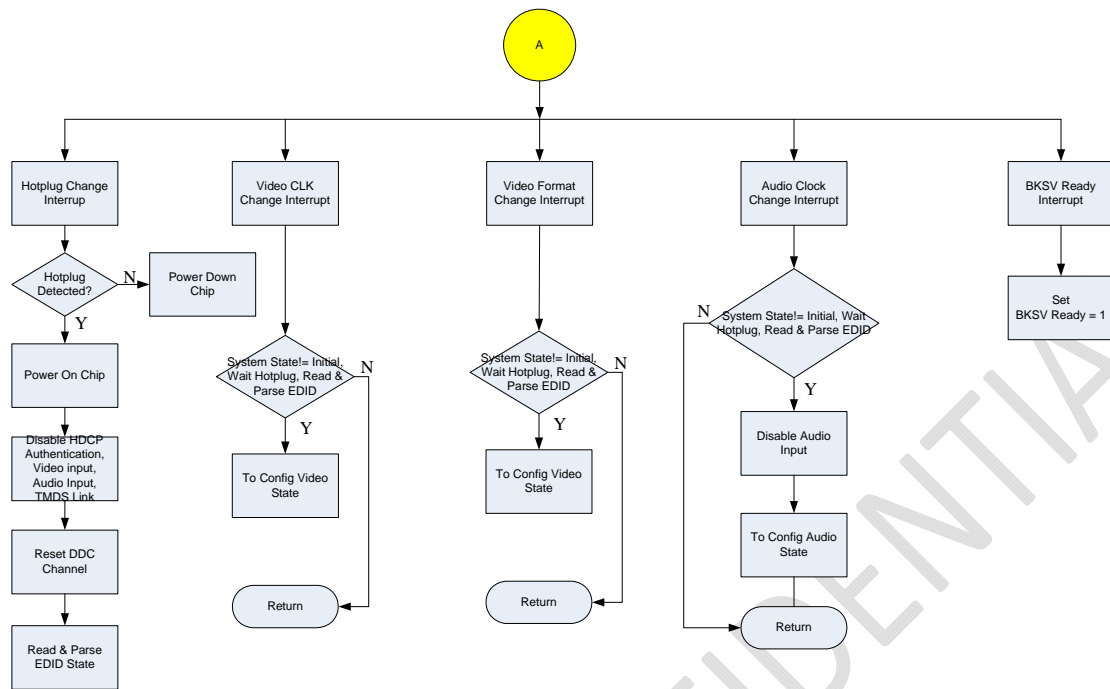 A
Hotplug Change
Interrup
Hotplug
Detected?
N
Power Down
Chip
Y
Power On Chip
Disable HDCP
Authentication,
Video input,
Audio Input,
TMDS Link
Reset DDC
Channel
Read & Parse
EDID State
Video CLK
Change Interrupt
System State!= Initial,
Wait Hotplug, Read &
Parse EDID
N
Y
To Config Video
State
Return
Video Format
Change Interrupt
System State!= Initial,
Wait Hotplug, Read &
Parse EDID
N
Y
To Config Video
State
Return
Audio Clock
Change Interrupt
N
System State!= Initial, Wait
Hotplug, Read & Parse EDID
Y
Disable Audio
Input
To Config Audio
State
Return
BKSV Ready
Interrupt
Set
BKSV Ready = 1